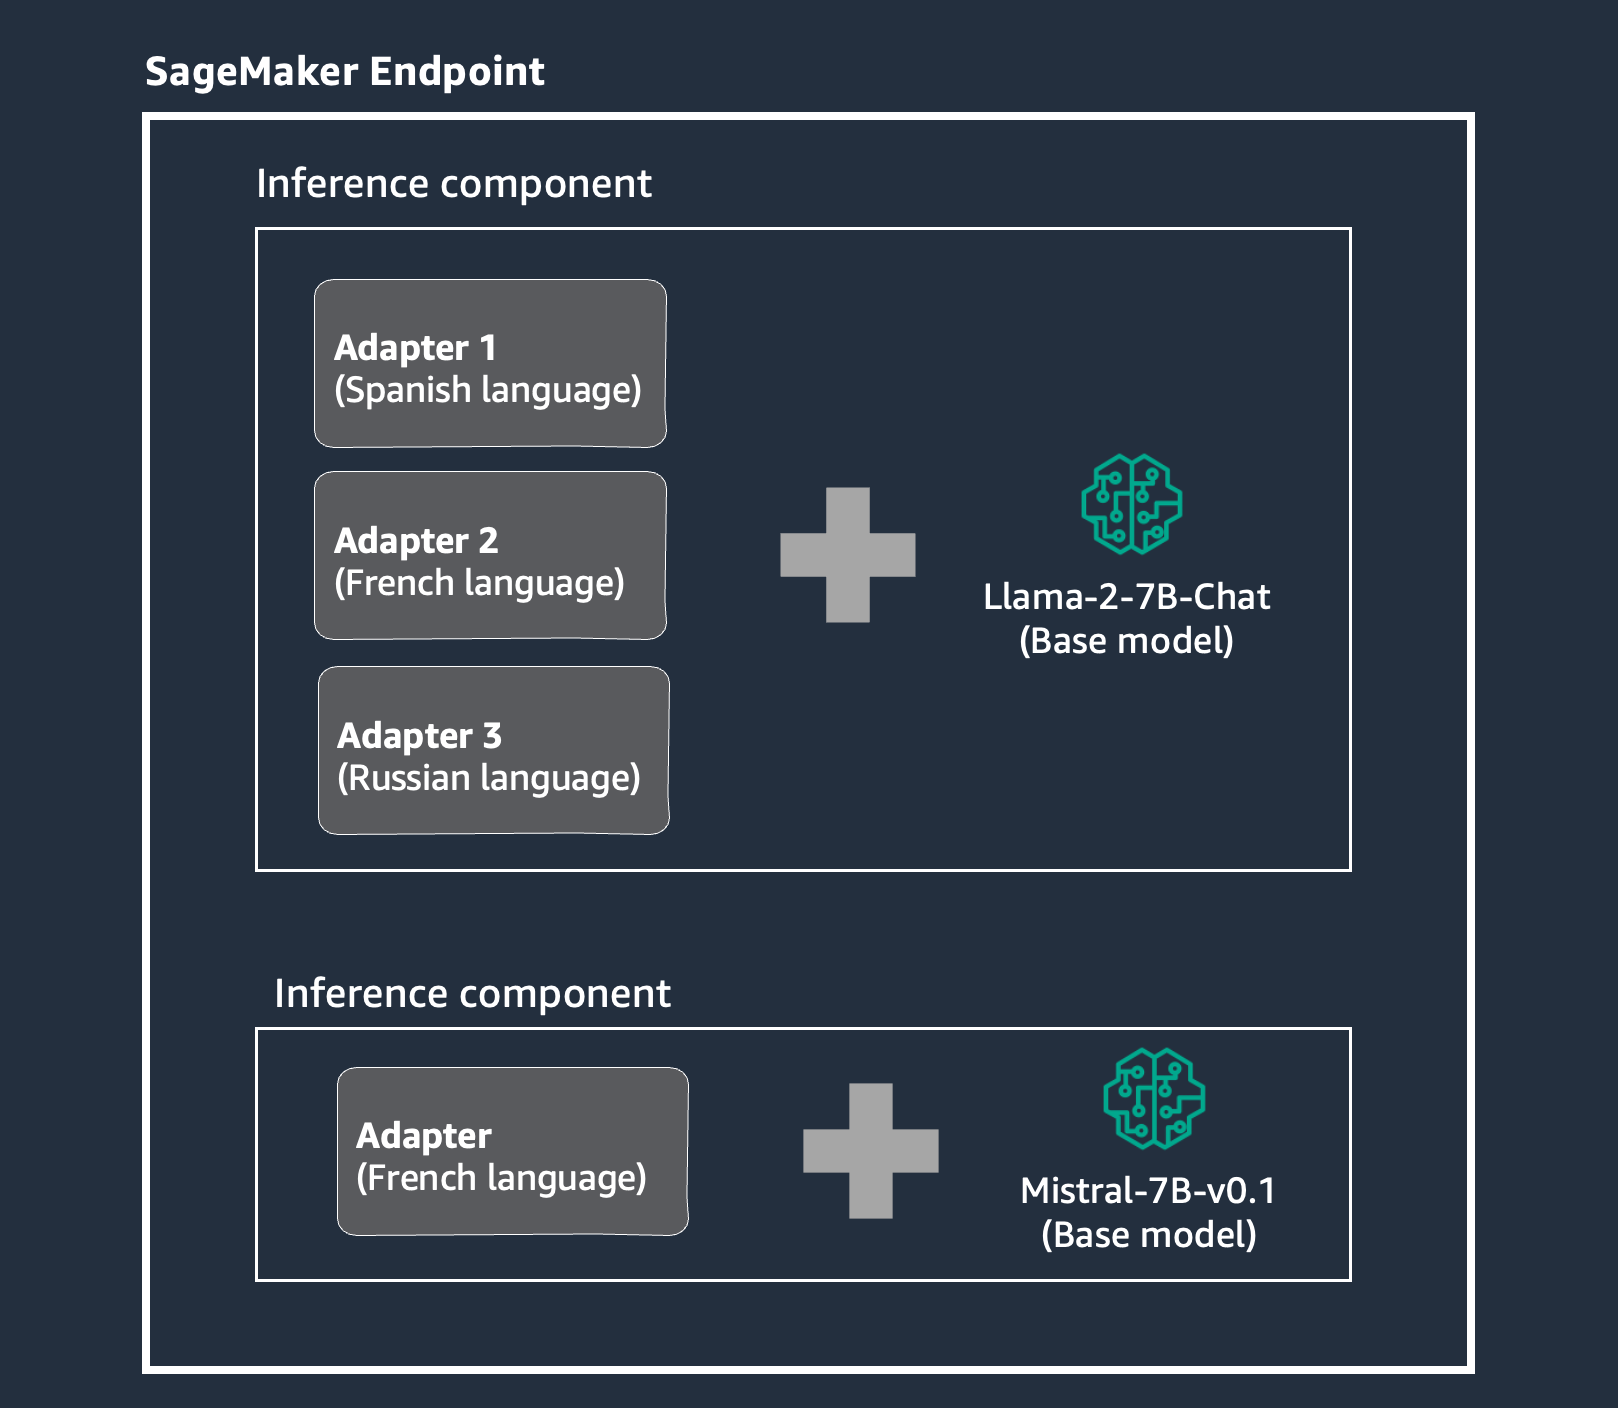 SageMaker Endpoint
Inference component
Adapter 1
(Spanish language)
Adapter 2
(French language)
Adapter 3
(Russian language)
Llama-2-7B-Chat
(Base model)
Inference component
Adapter
(French language)
Mistral-7B-v0.1
(Base model)